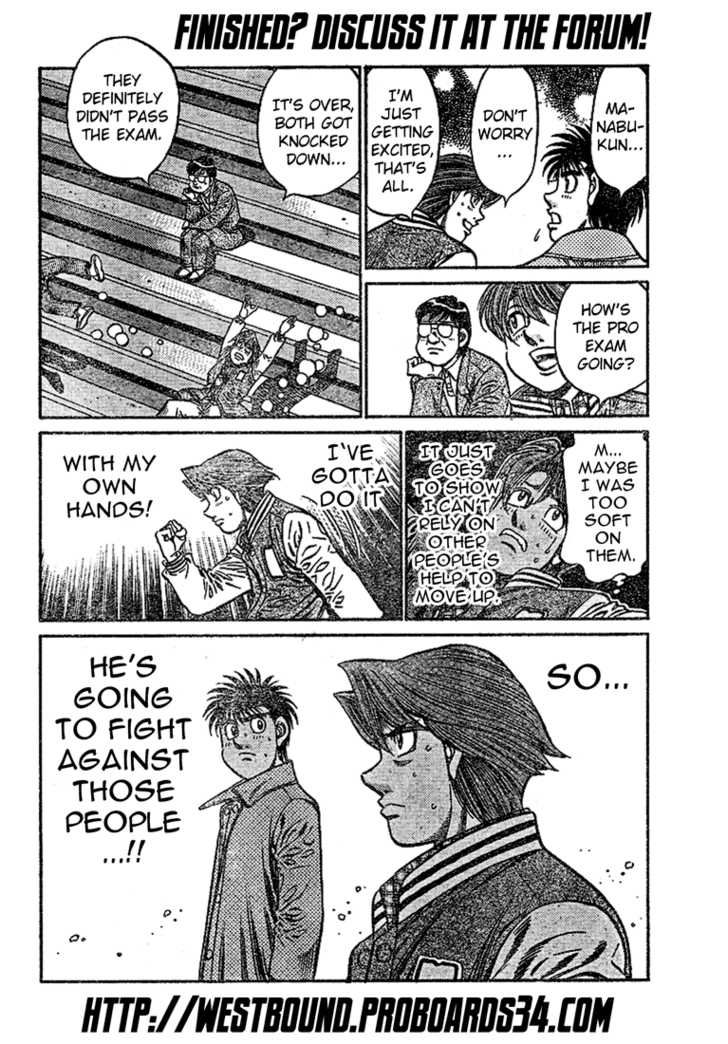 FINISHED? DISCUSS IT AT THE FORUM!
MA-
NABU-
KUN...
DON'T
WORRY
...
I'M
JUST
GETTING
EXCITED,
THAT'S
ALL.
IT'S OVER,
BOTH GOT
KNOCKED
DOWN...
THEY
DEFINITELY
DIDN'T PASS
THE EXAM.
HOW'S
THE PRO
EXAM
GOING?
M...
MAYBE
I WAS
TOO
SOFT
ON
THEM.
IT JUST
GOES
TO SHOW
I CAN'T
RELY ON
OTHER
PEOPLE'S
HELP TO
MOVE UP.
I'VE
GOTTA
DO IT
WITH MY
OWN
HANDS!
SO...
HE'S
GOING
TO FIGHT
AGAINST
THOSE
PEOPLE
...!!
HTTP://WESTBOUND.PROBOARDS34.COM